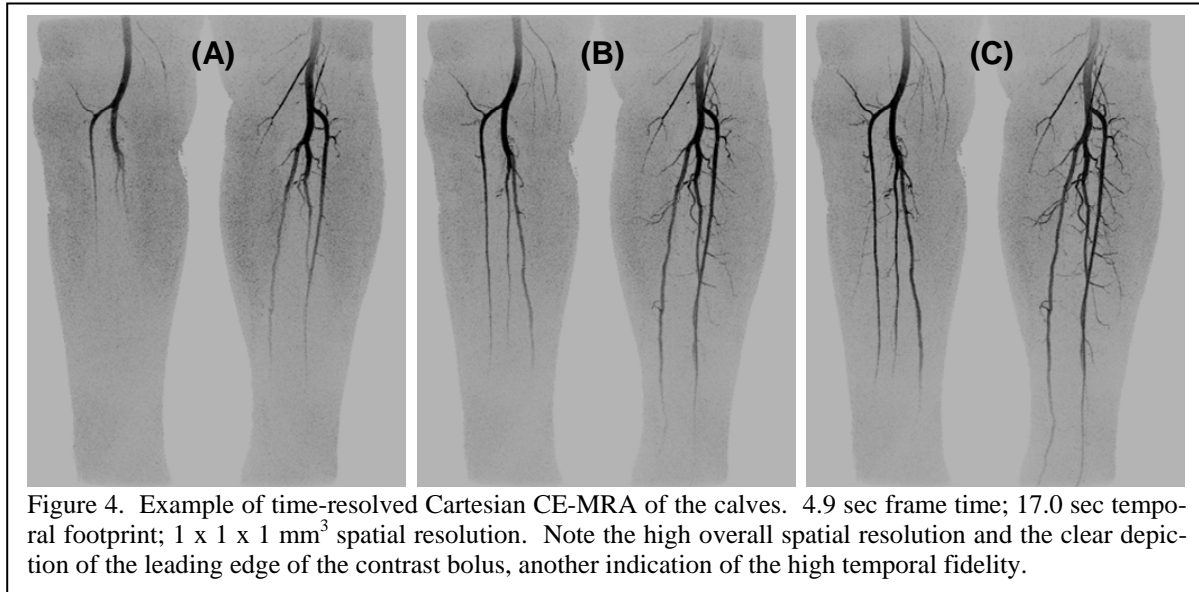 (A) (B) (C)
Figure 4. Example of time-resolved Cartesian CE-MRA of the calves. 4.9 sec frame time; 17.0 sec tempo-
ral footprint; 1 x 1 x 1 mm³ spatial resolution. Note the high overall spatial resolution and the clear depic-
tion of the leading edge of the contrast bolus, another indication of the high temporal fidelity.